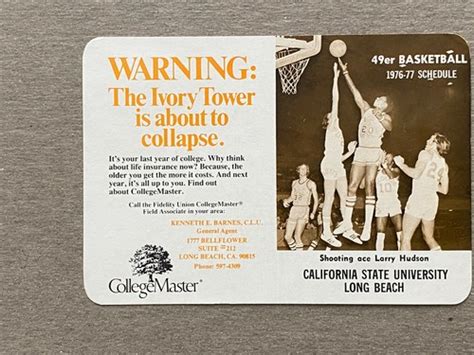 WARNING:
The Ivory Tower
is about to
collapse.
It's your last year of college. Why think
about life insurance now? Because, the
older you get the more it costs. And next
year, it's all up to you. Find out
about CollegeMaster.
Call the Fidelity Union CollegeMaster®
Field Associate in your area:
KENNETH E. BARNES, C.L.U.
General Agent
1777 BELLFLOWER
SUITE #212
LONG BEACH, CA. 90815
Phone: 597-4309
CollegeMaster®
49er BASKETBALL
1976-77 SCHEDULE
Shooting ace Larry Hudson
CALIFORNIA STATE UNIVERSITY
LONG BEACH